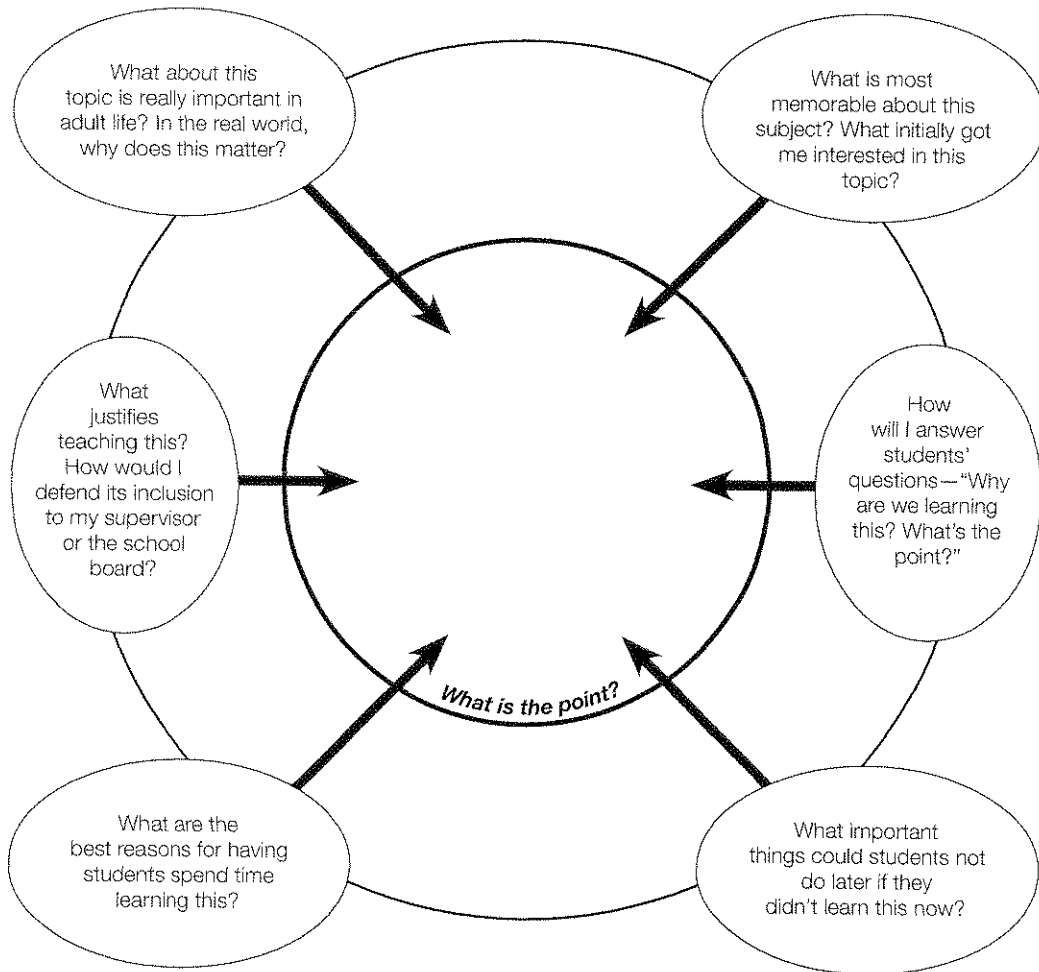 What about this
topic is really important in
adult life? In the real world,
why does this matter?
What is most
memorable about this
subject? What initially got
me interested in this
topic?
What
justifies
teaching this?
How would I
defend its inclusion
to my supervisor
or the school
board?
How
will I answer
students'
questions—“Why
are we learning
this? What's the
point?”
What is the point?
What are the
best reasons for having
students spend time
learning this?
What important
things could students not
do later if they
didn't learn this now?